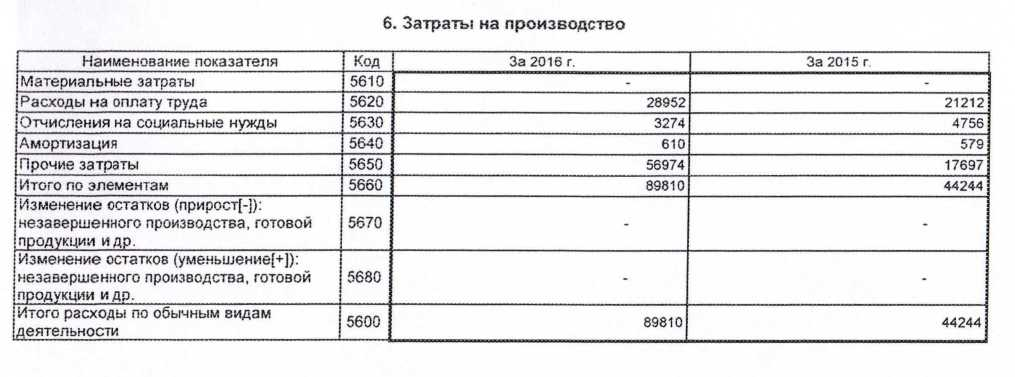 6. Затраты на производство
Наименование показателя Код За 2016 г. За 2015 г.
Материальные затраты 5610 - -
Расходы на оплату труда 5620 28952 21212
Отчисления на социальные нужды 5630 3274 4756
Амортизация 5640 610 579
Прочие затраты 5650 56974 17697
Итого по элементам 5660 89810 44244
Изменение остатков (прирост[-]):
незавершенного производства, готовой 5670 - -
продукции и др.
Изменение остатков (уменьшение[+]):
незавершенного производства, готовой 5680 - -
продукции и др.
Итого расходы по обычным видам
деятельности 5600 89810 44244